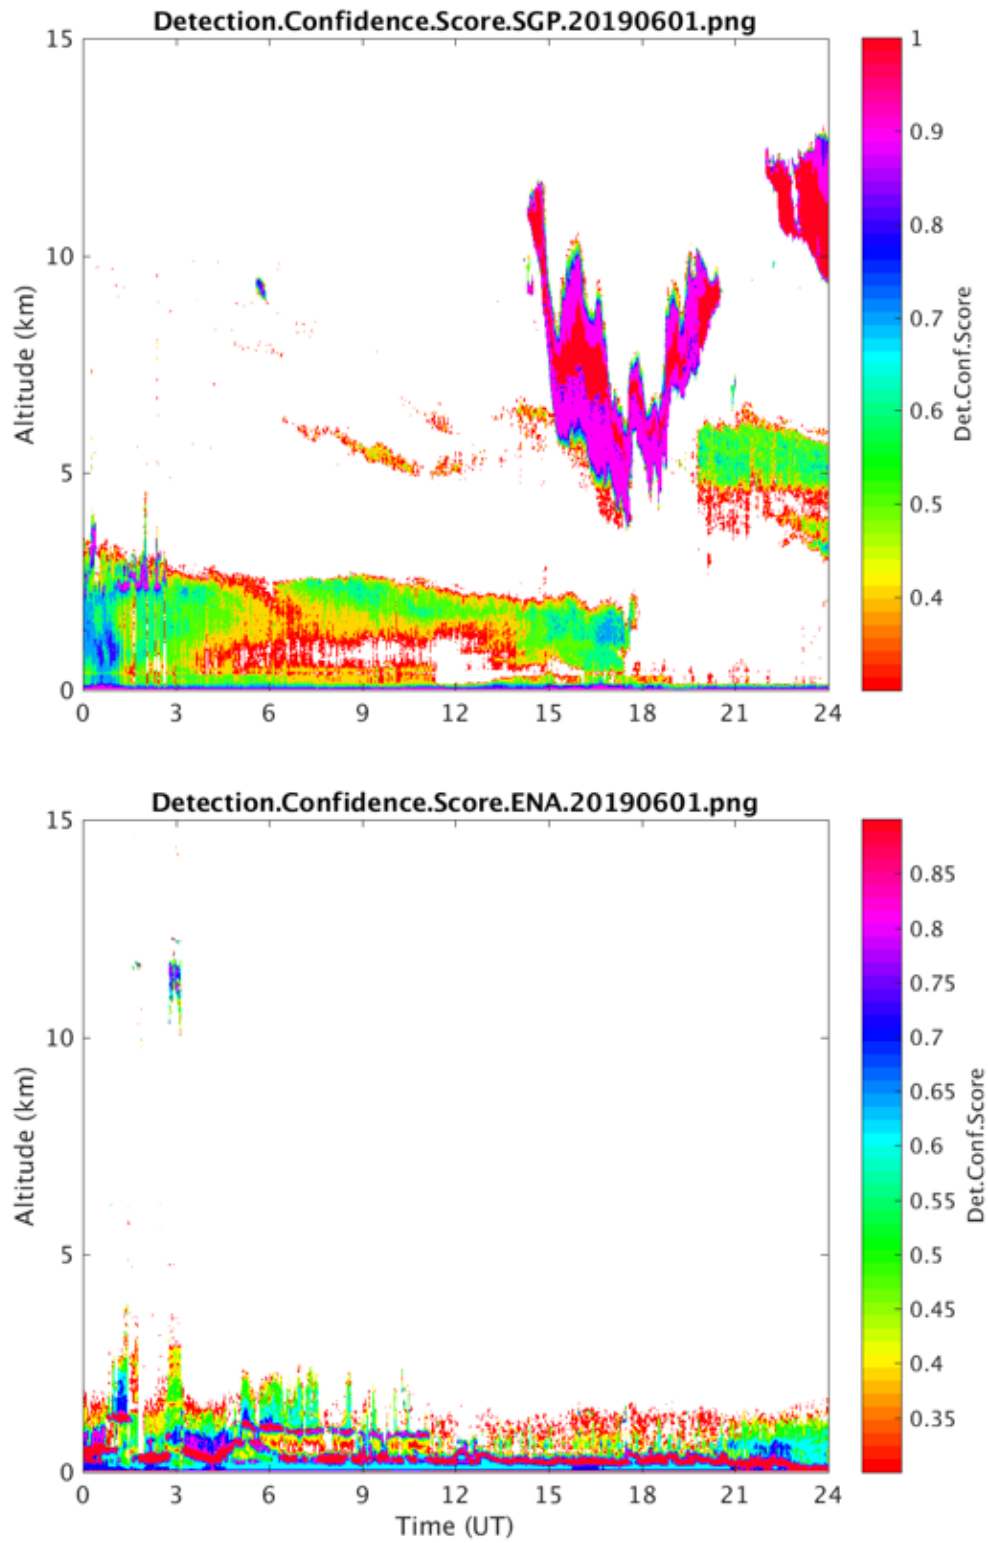 Detection.Confidence.Score.SGP.20190601.png
15
10
5
0
Altitude (km)
0 3 6 9 12 15 18 21 24
1
0.9
0.8
0.7
0.6
0.5
0.4
Det.Conf.Score
Detection.Confidence.Score.ENA.20190601.png
15
10
5
0
Altitude (km)
0 3 6 9 12 15 18 21 24
Time (UT)
0.85
0.8
0.75
0.7
0.65
0.6
0.55
0.5
0.45
0.4
0.35
Det.Conf.Score